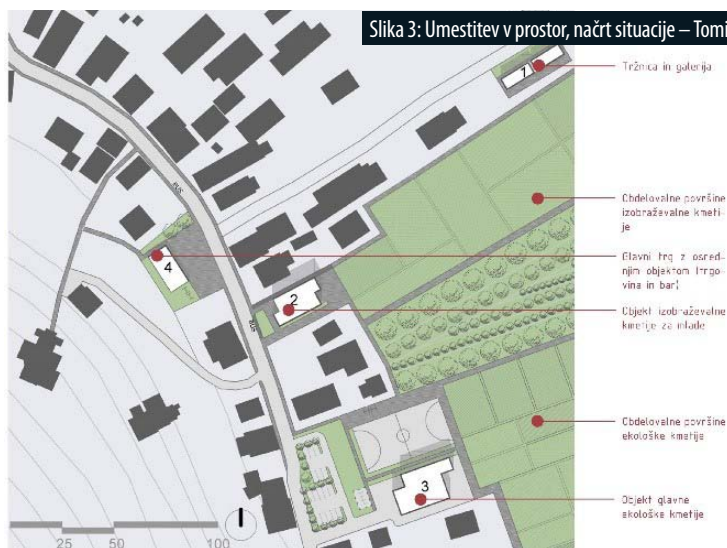 Slika 3: Umestitev v prostor, načrt situacije – Tomi
1
Tržnica in galerija
Obdelovalne površine
izobraževalne kmeti-
je
4
Glavni trg z osred-
njim objektom (trgo-
vina in bar)
2
Objekt izobraževalne
kmetije za mlade
Obdelovalne površine
ekološke kmetije
3
Objekt glavne
ekološke kmetije
25 50 100